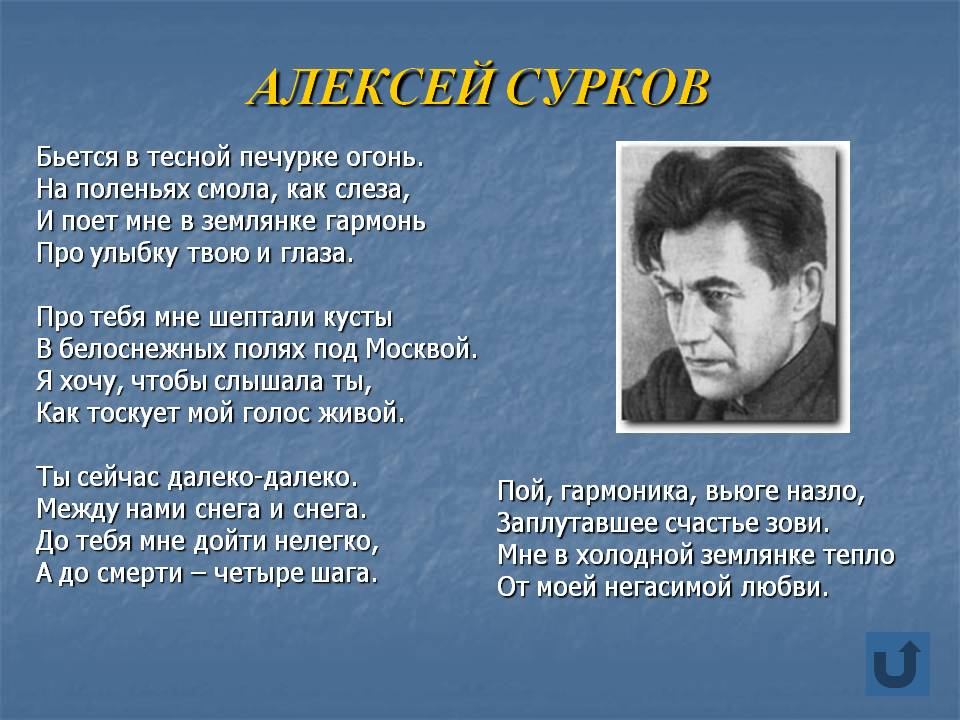 АЛЕКСЕЙ СУРКОВ
Бьется в тесной печурке огонь.
На поленьях смола, как слеза,
И поет мне в землянке гармонь
Про улыбку твою и глаза.
Про тебя мне шептали кусты
В белоснежных полях под Москвой.
Я хочу, чтобы слышала ты,
Как тоскует мой голос живой.
Ты сейчас далеко-далеко.
Между нами снега и снега.
До тебя мне дойти нелегко,
А до смерти – четыре шага.
Пой, гармоника, вьюге назло,
Заплутавшее счастье зови.
Мне в холодной землянке тепло
От моей негасимой любви.